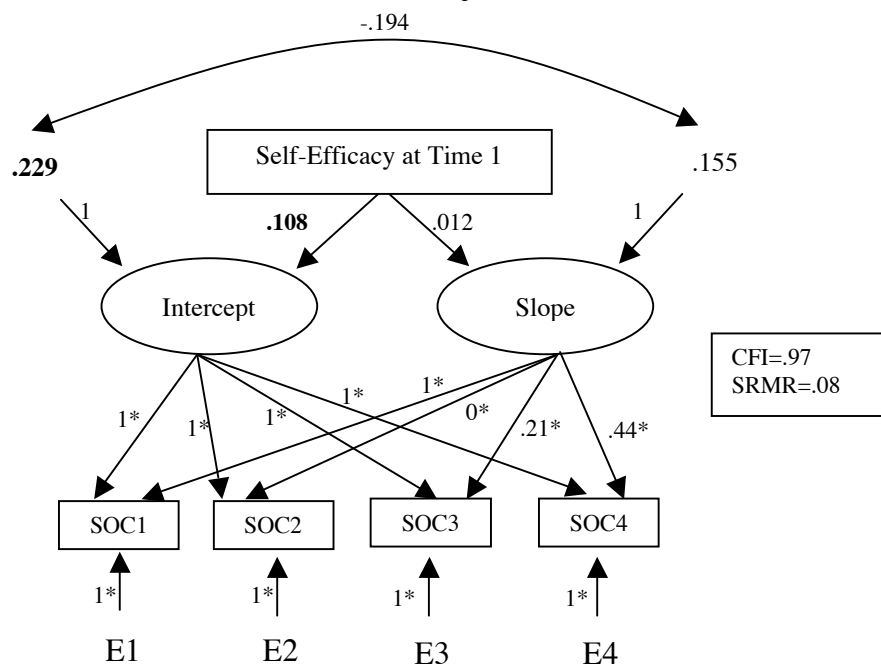 -.194
Self-Efficacy at Time 1
.229
.155
1
.108
.012
1
Intercept
Slope
CFI=.97
SRMR=.08
1*
1*
1*
1*
1*
0*
.21*
.44*
SOC1
SOC2
SOC3
SOC4
1*
1*
1*
1*
E1
E2
E3
E4